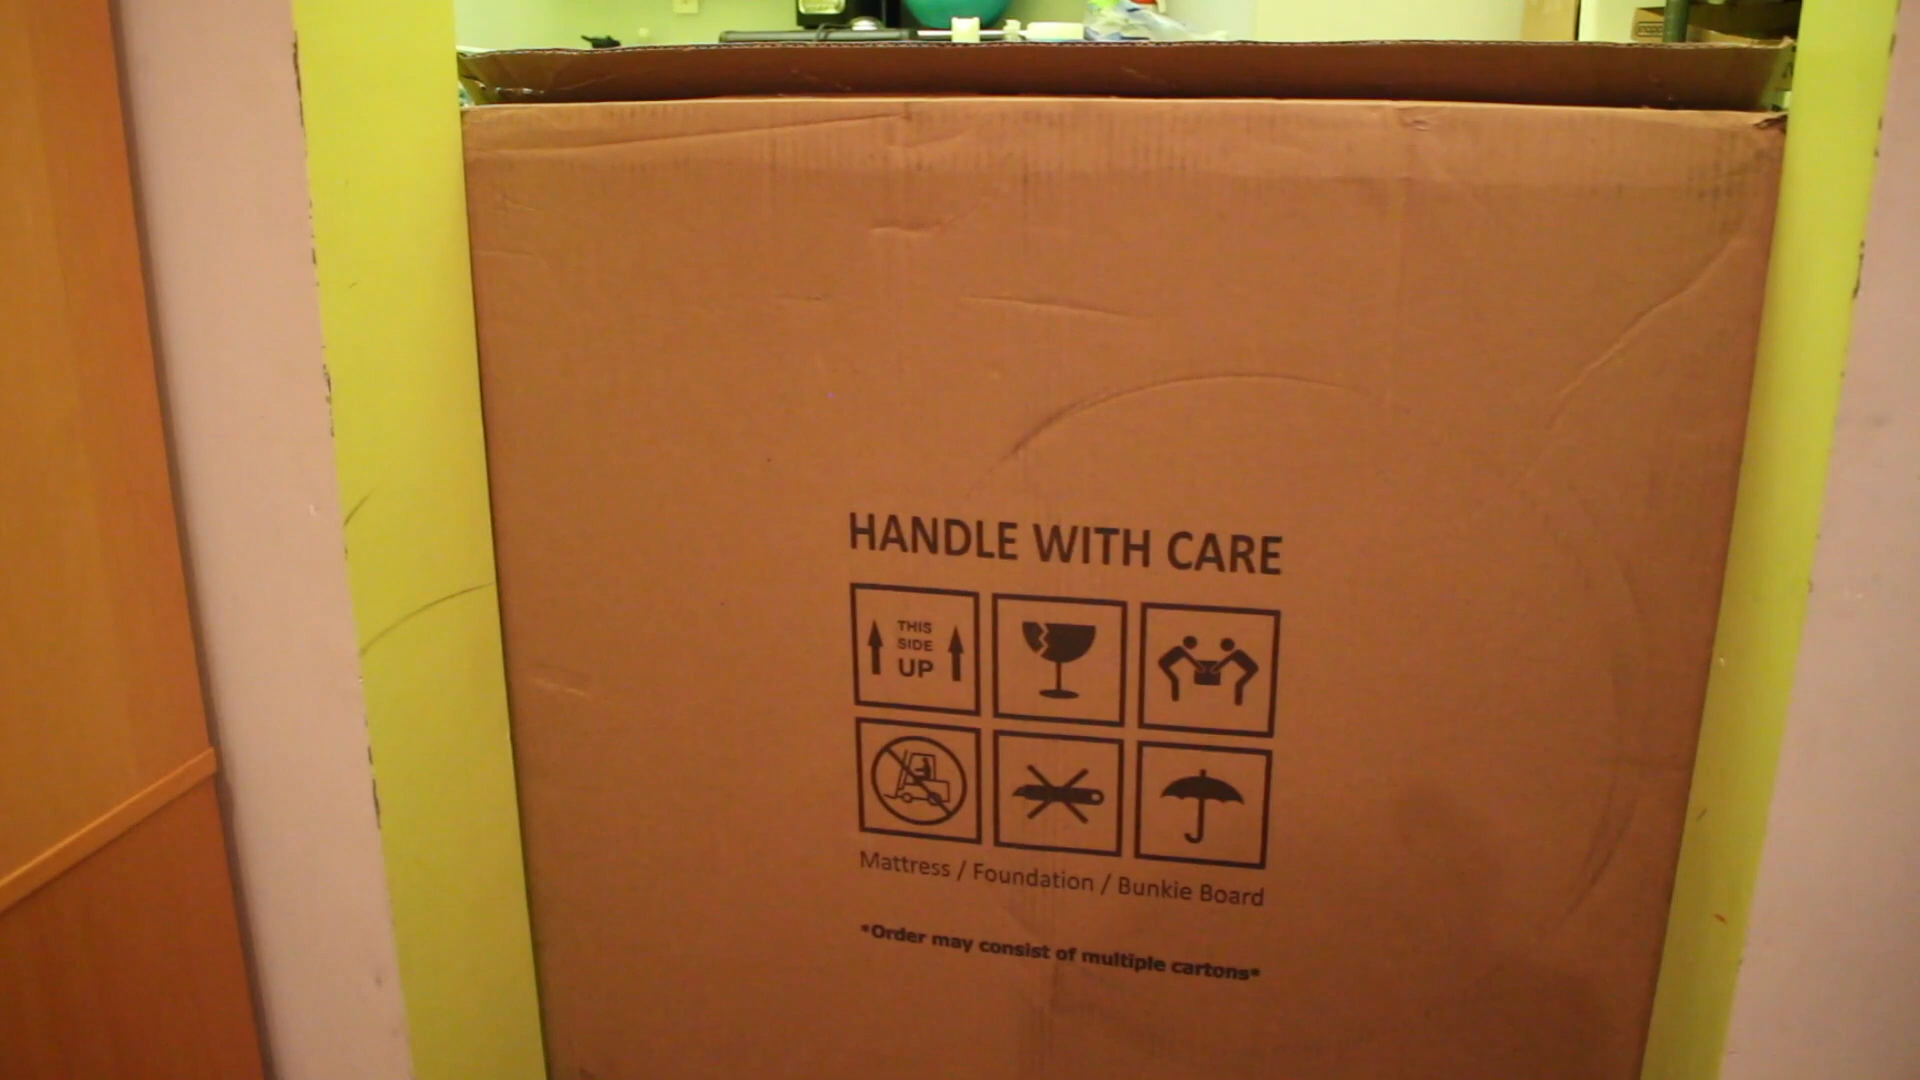 HANDLE WITH CARE
THIS
SIDE
UP
Mattress / Foundation / Bunkie Board
*Order may consist of multiple cartons*